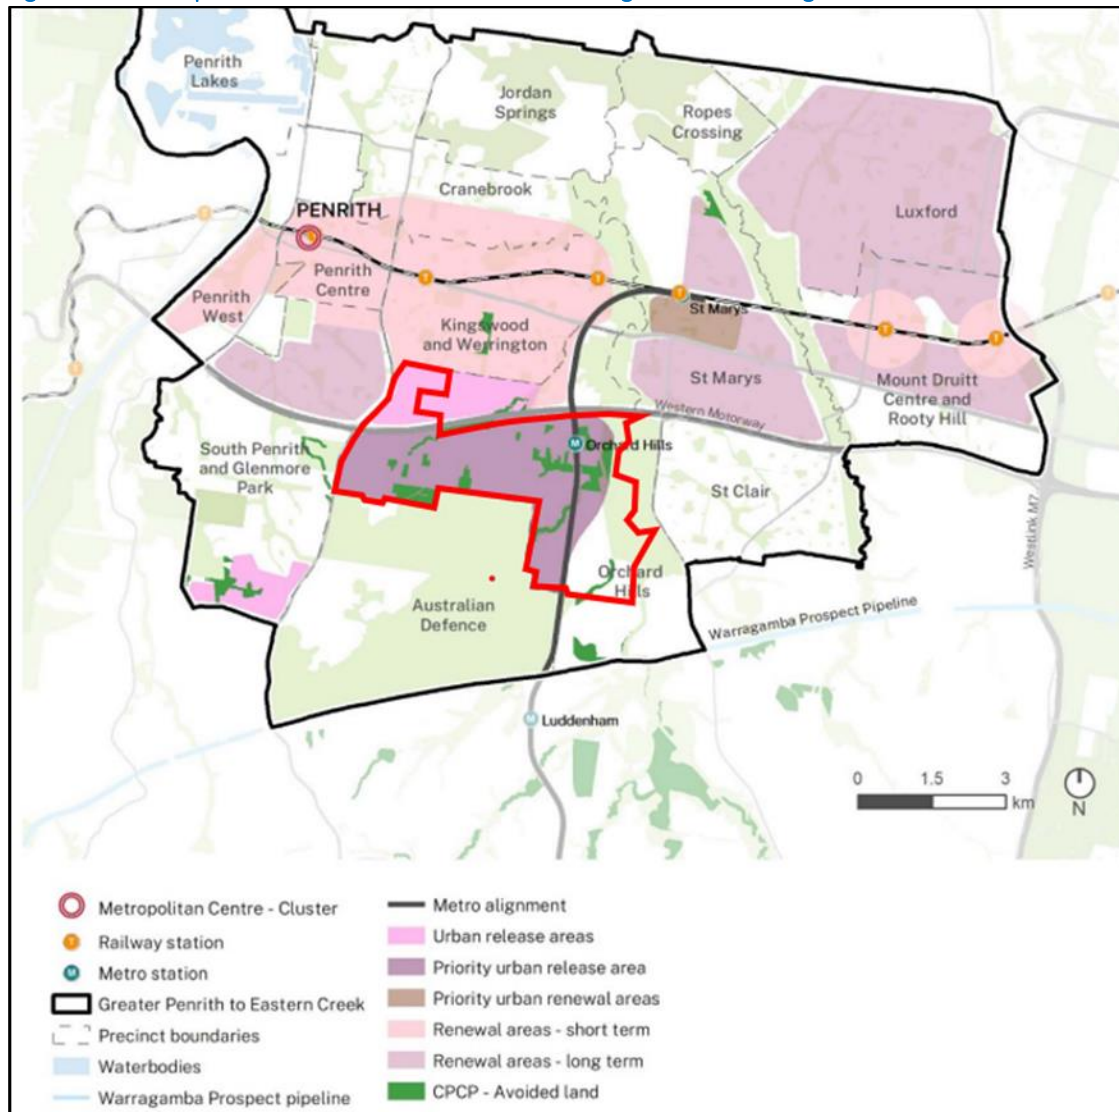 Penrith
Lakes
Jordan
Springs
Ropes
Crossing
Cranebrook
Luxford
PENRITH
Penrith
Centre
Penrith
West
St Marys
Kingswood
and Werrington
St Marys
Mount Druitt
Centre and
Rooty Hill
Western Motorway
South Penrith
and Glenmore
Park
Orchard Hills
St Clair
WestLink M7
Orchard
Hills
Australian
Defence
Warragamba Prospect Pipeline
Luddenham
0 1.5 3
km
N
Metropolitan Centre - Cluster
Railway station
Metro station
Greater Penrith to Eastern Creek
Precinct boundaries
Waterbodies
Warragamba Prospect pipeline
Metro alignment
Urban release areas
Priority urban release area
Priority urban renewal areas
Renewal areas - short term
Renewal areas - long term
CPCP - Avoided land